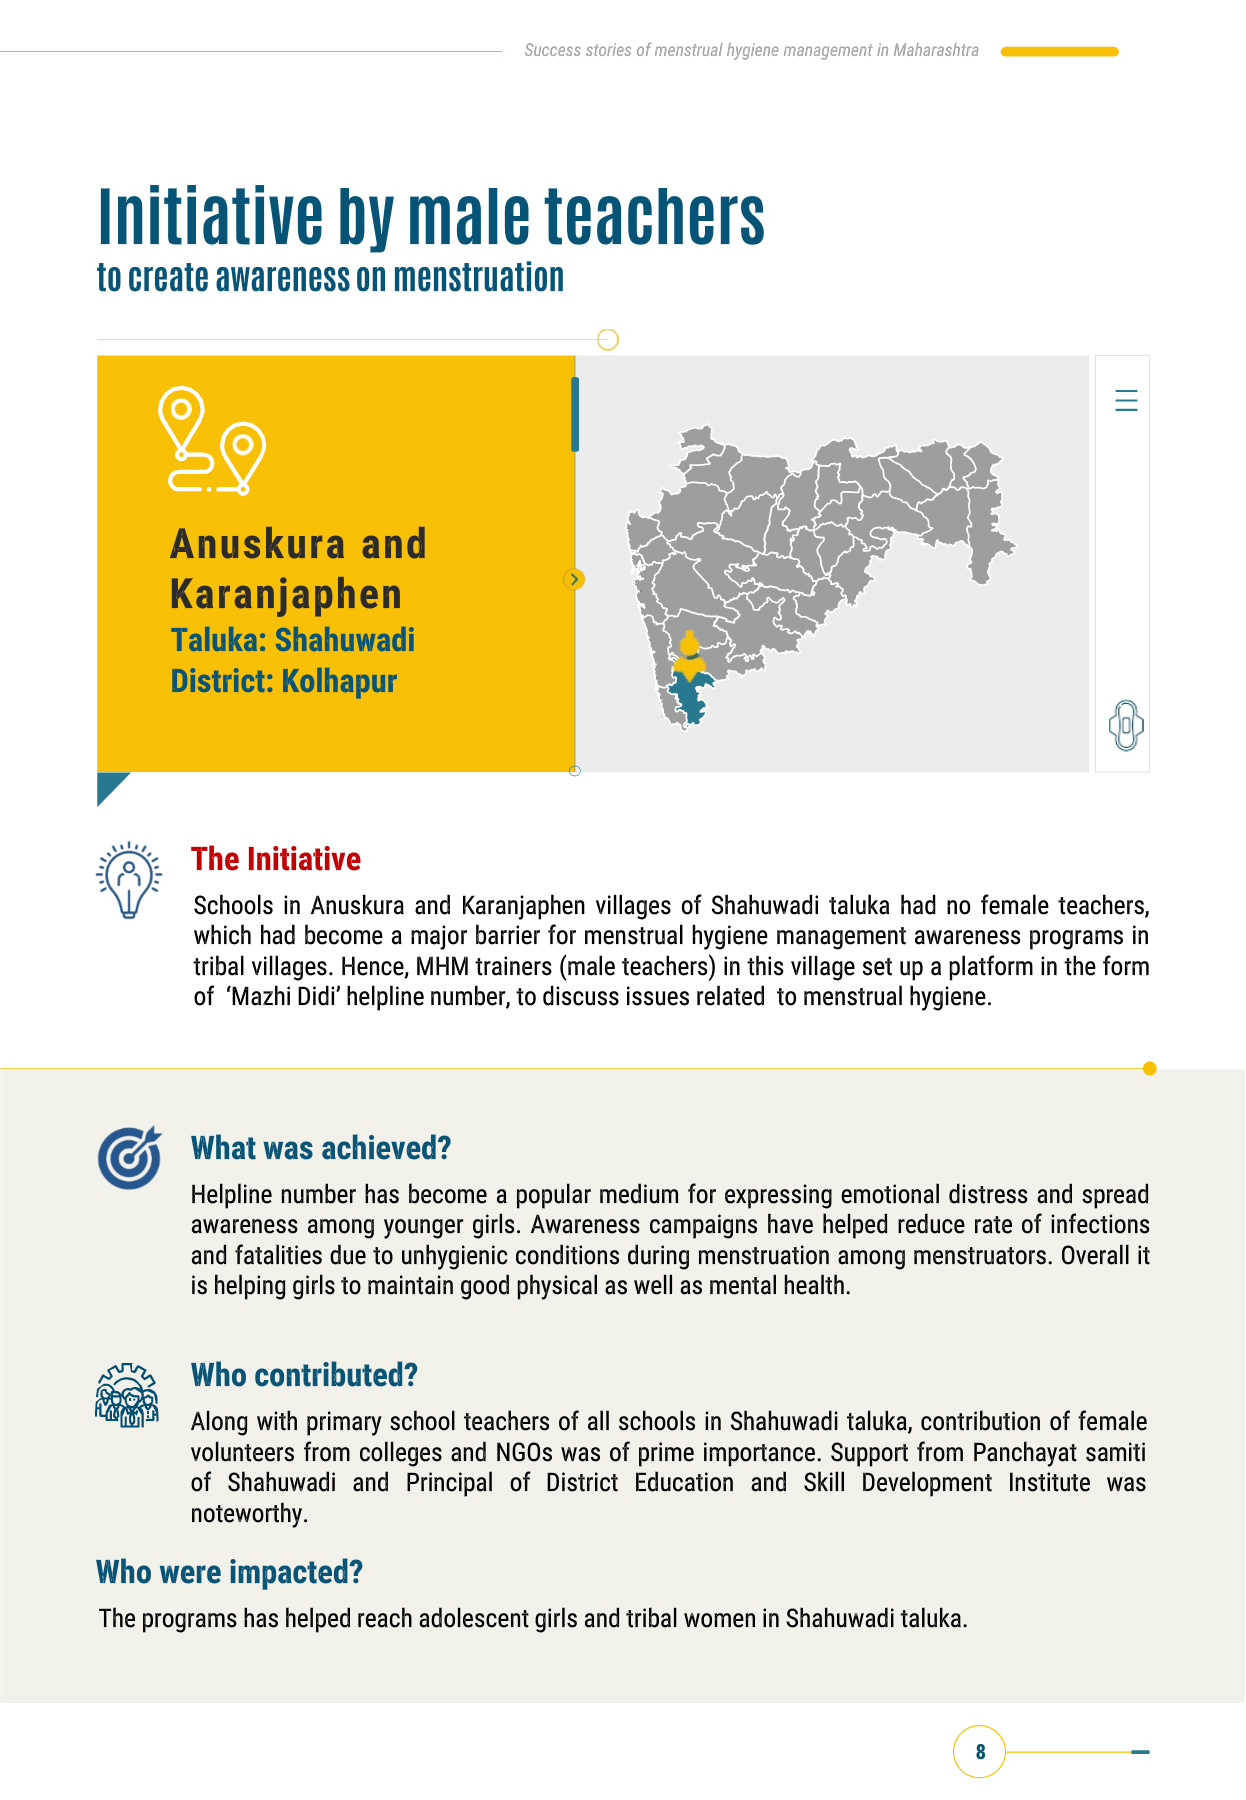 Success stories of menstrual hygiene management in Maharashtra
Initiative by male teachers
to create awareness on menstruation
Anuskura and
Karanjaphen
Taluka: Shahuwadi
District: Kolhapur
The Initiative
Schools in Anuskura and Karanjaphen villages of Shahuwadi taluka had no female teachers,
which had become a major barrier for menstrual hygiene management awareness programs in
tribal villages. Hence, MHM trainers (male teachers) in this village set up a platform in the form
of ‘Mazhi Didi’ helpline number, to discuss issues related to menstrual hygiene.
What was achieved?
Helpline number has become a popular medium for expressing emotional distress and spread
awareness among younger girls. Awareness campaigns have helped reduce rate of infections
and fatalities due to unhygienic conditions during menstruation among menstruators. Overall it
is helping girls to maintain good physical as well as mental health.
Who contributed?
Along with primary school teachers of all schools in Shahuwadi taluka, contribution of female
volunteers from colleges and NGOs was of prime importance. Support from Panchayat samiti
of Shahuwadi and Principal of District Education and Skill Development Institute was
noteworthy.
Who were impacted?
The programs has helped reach adolescent girls and tribal women in Shahuwadi taluka.
8